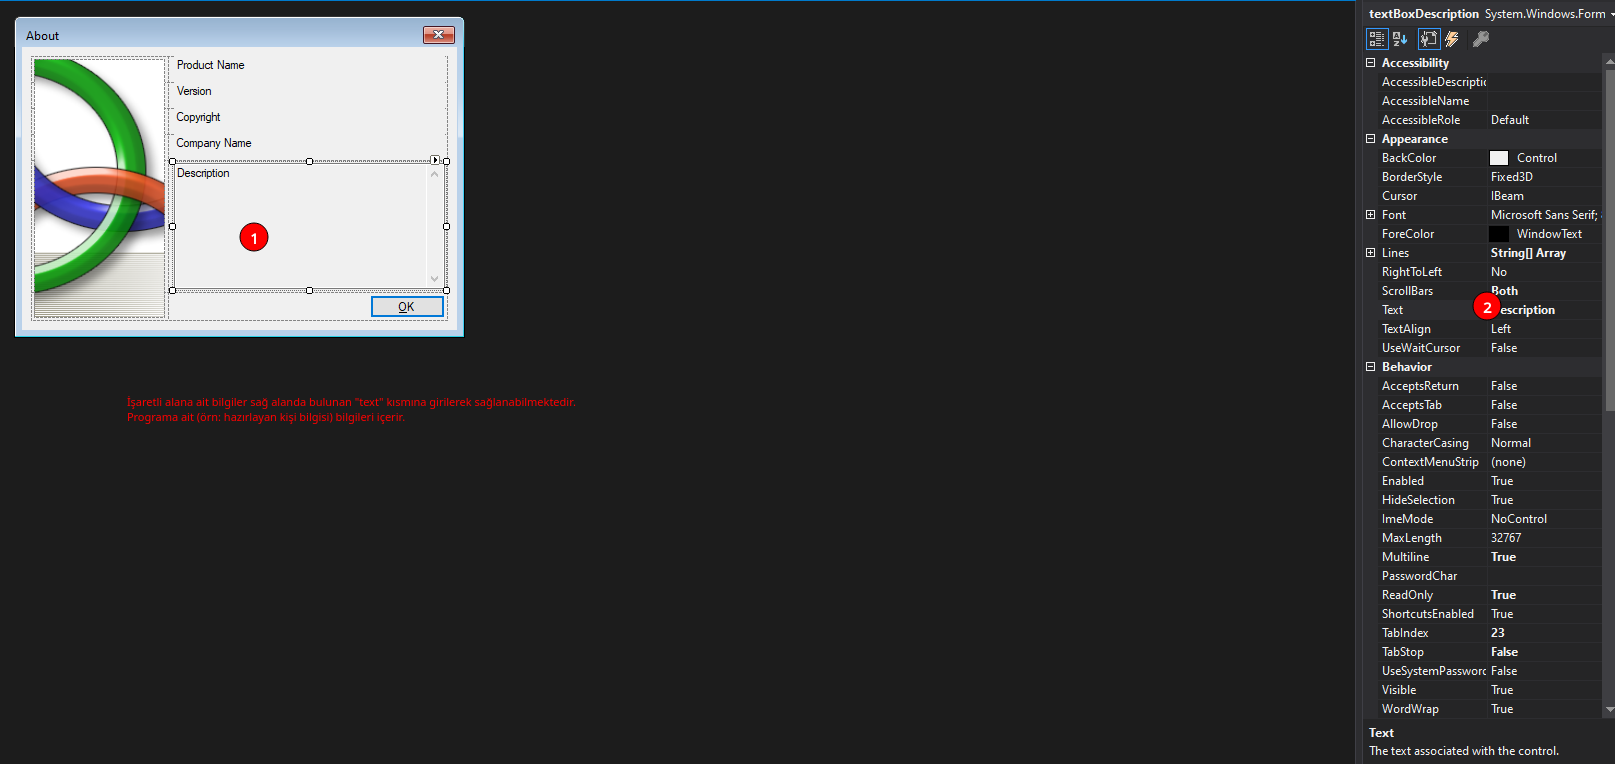 About
Product Name
Version
Copyright
Company Name
Description
1
OK
İşaretli alana ait bilgiler sağ alanda bulunan "text" kısmına girilerek sağlanabilmektedir.
Programa ait (örn: hazırlayan kişi bilgisi) bilgileri içerir.
textBoxDescription System.Windows.Form
Accessibility
AccessibleDescriptic
AccessibleName
AccessibleRole Default
Appearance
BackColor Control
BorderStyle Fixed3D
Cursor IBeam
Font Microsoft Sans Serif;
ForeColor WindowText
Lines String[] Array
RightToLeft No
ScrollBars Both
Text 2 escription
TextAlign Left
UseWaitCursor False
Behavior
AcceptsReturn False
AcceptsTab False
AllowDrop False
CharacterCasing Normal
ContextMenuStrip (none)
Enabled True
HideSelection True
ImeMode NoControl
MaxLength 32767
Multiline True
PasswordChar
ReadOnly True
ShortcutsEnabled True
TabIndex 23
TabStop False
UseSystemPassword False
Visible True
WordWrap True
Text
The text associated with the control.